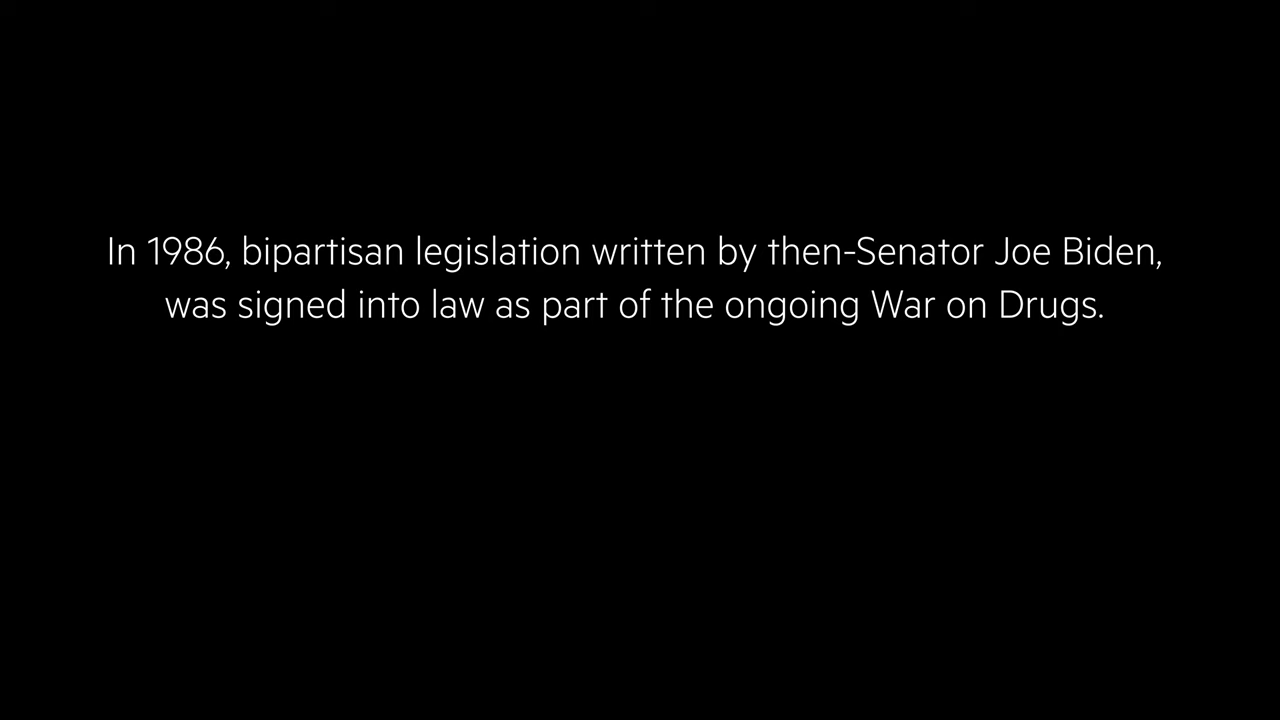 In 1986, bipartisan legislation written by then-Senator Joe Biden,
was signed into law as part of the ongoing War on Drugs.